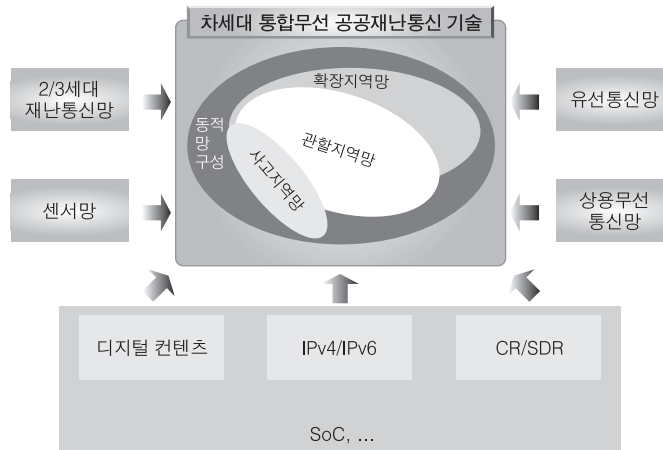 차세대 통합무선 공공재난통신 기술
2/3세대
재난통신망
센서망
확장지역망
동적
망
구성
관할지역망
사고지역망
유선통신망
상용무선
통신망
디지털 컨텐츠
IPv4/IPv6
CR/SDR
SoC, ...